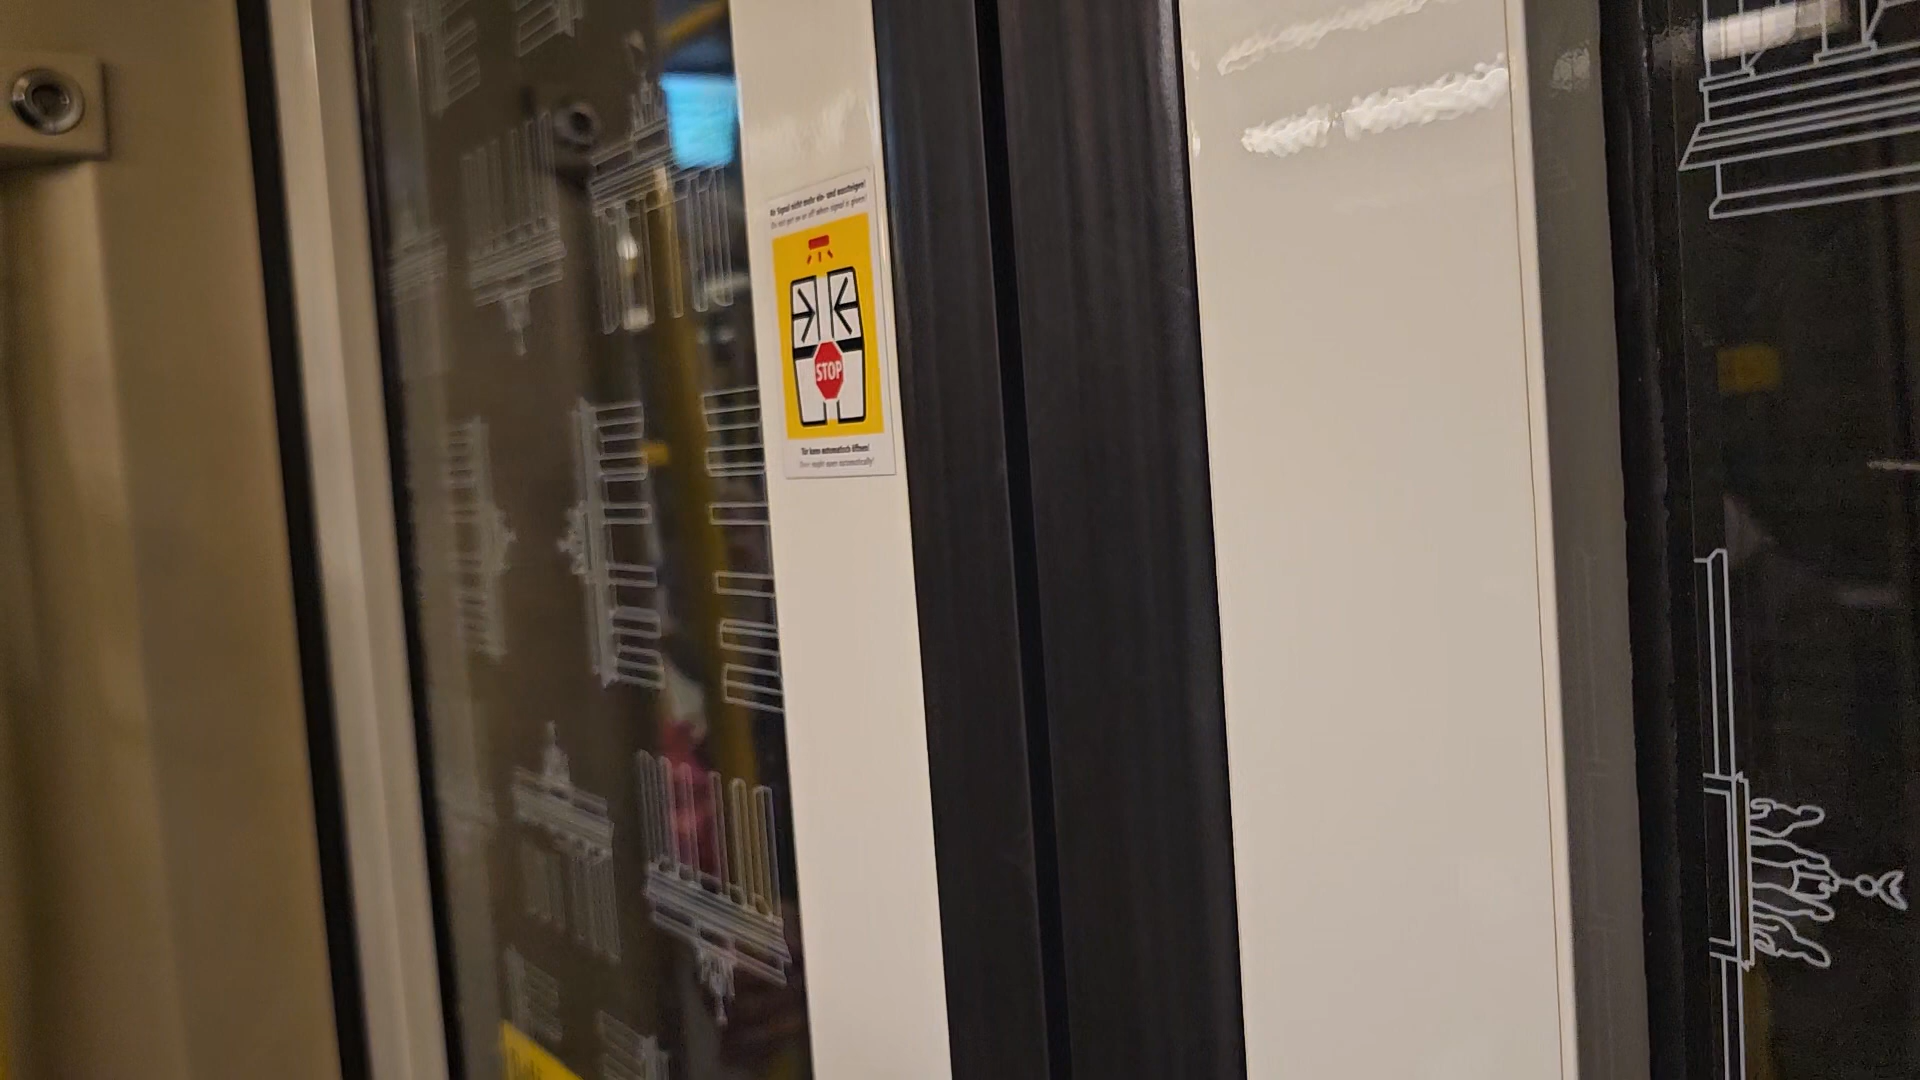 Bei Signal nicht mehr ein- und aussteigen!
Do not get on or off when signal is given!
STOP
Tür kann automatisch öffnen!
Door might open automatically!